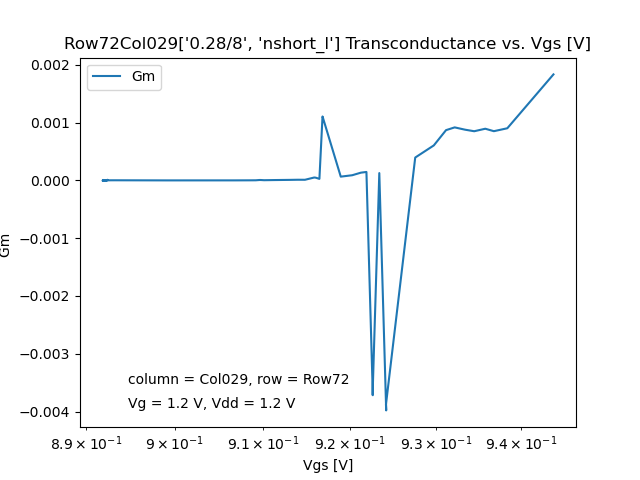 Row72Col029['0.28/8', 'nshort_l'] Transconductance vs. Vgs [V]
Gm
0.002
0.001
0.000
−0.001
−0.002
−0.003
−0.004
Gm
column = Col029, row = Row72
Vg = 1.2 V, Vdd = 1.2 V
8.9 × 10⁻¹ 9 × 10⁻¹ 9.1 × 10⁻¹ 9.2 × 10⁻¹ 9.3 × 10⁻¹ 9.4 × 10⁻¹
Vgs [V]